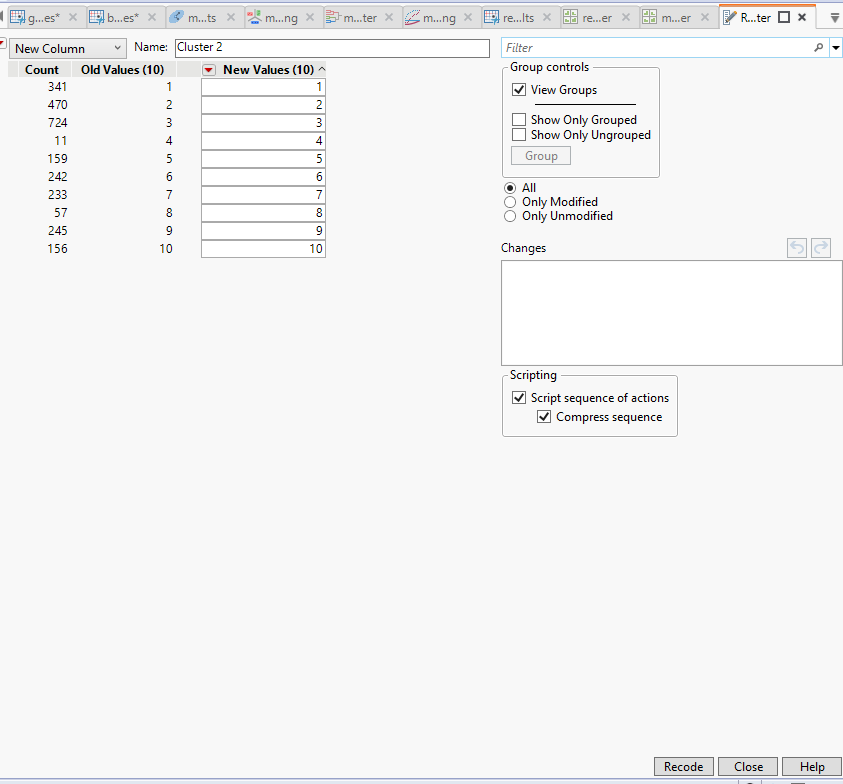 g...es* b...es* m...ts m...ng m...ter m...ng re...lts re...er m...er R...ter
New Column Name: Cluster 2 Filter
Count Old Values (10) New Values (10)
341 1 1
470 2 2
724 3 3
11 4 4
159 5 5
242 6 6
233 7 7
57 8 8
245 9 9
156 10 10
Group controls
View Groups
Show Only Grouped
Show Only Ungrouped
Group
All
Only Modified
Only Unmodified
Changes
Scripting
Script sequence of actions
Compress sequence
Recode Close Help